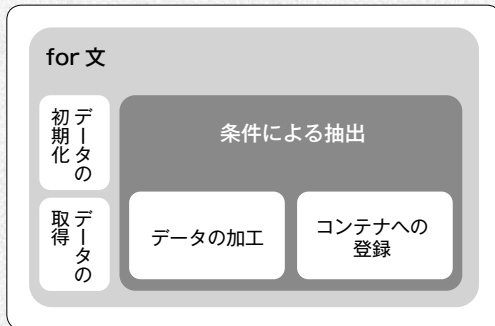 for 文
データの
初期化
データの
取得
条件による抽出
データの加工
コンテナへの
登録